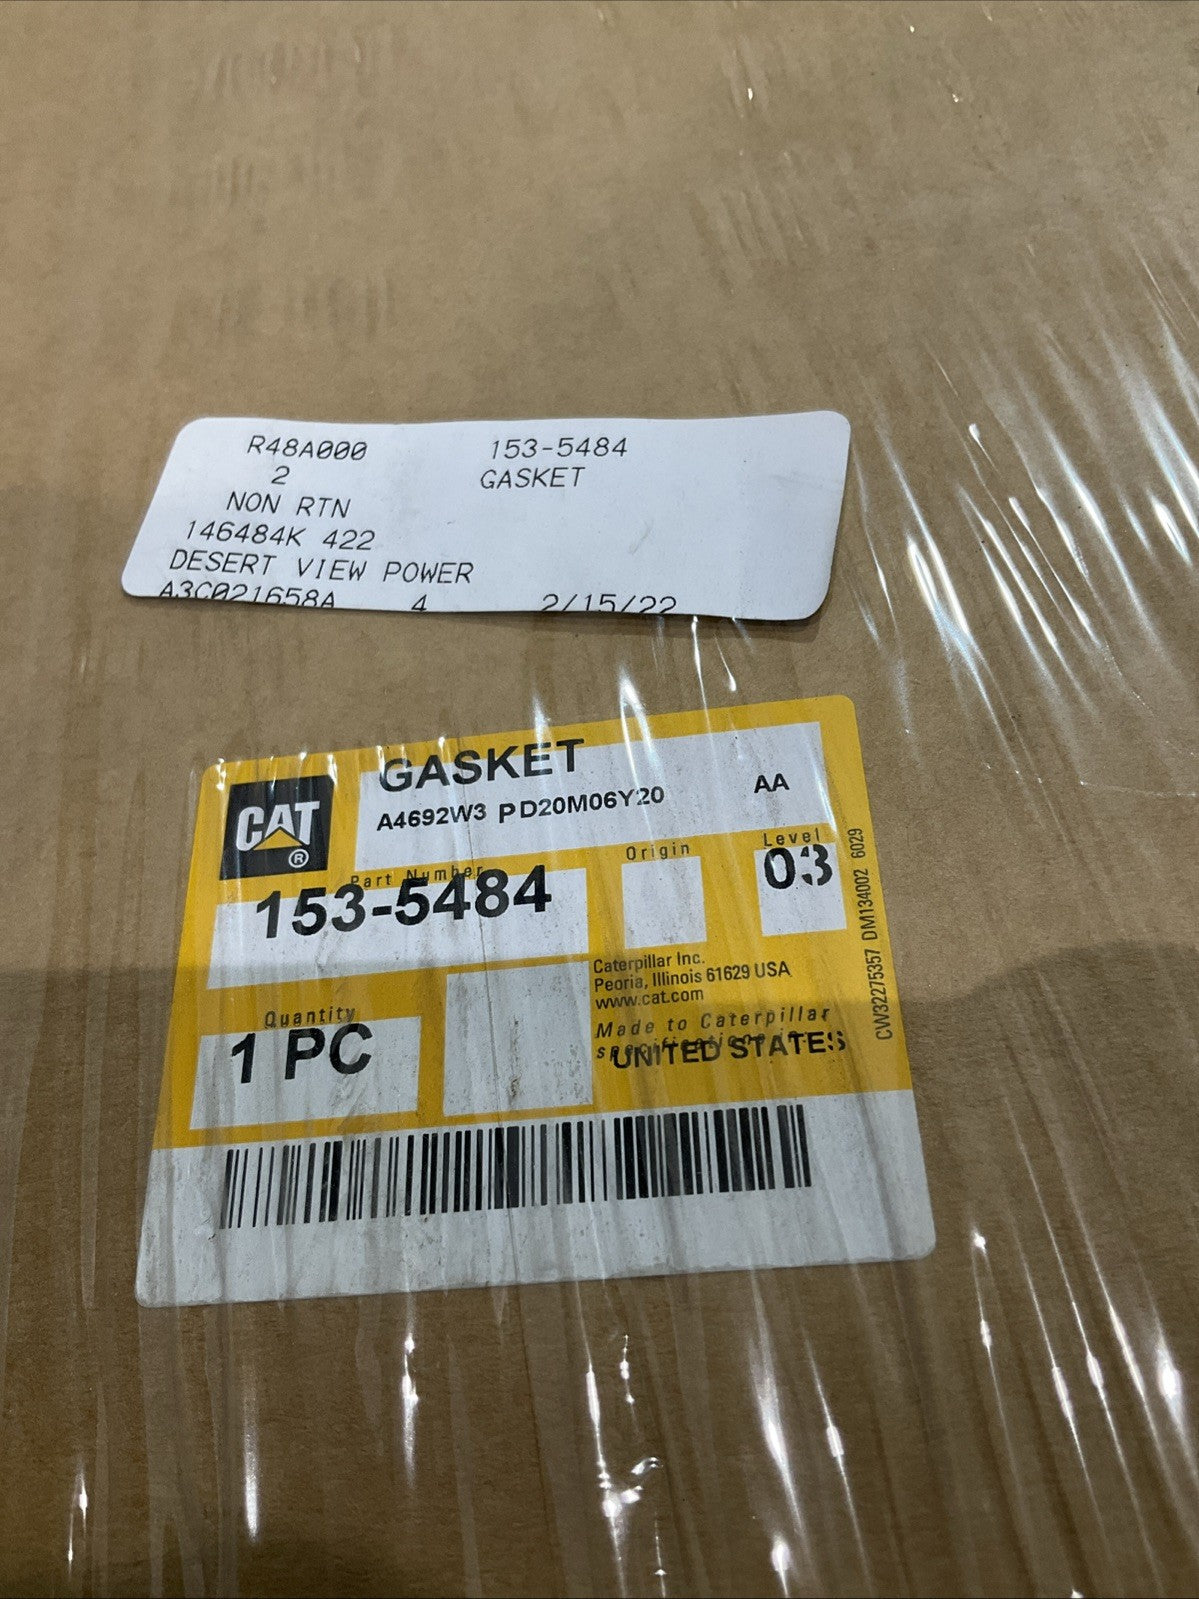 R48A000 153-5484
2 GASKET
NON RTN
146484K 422
DESERT VIEW POWER
A3C021658A 4 2/15/22
GASKET
A4692W3 PD20M06Y20 AA
CAT
®
Part Number Origin Level
153-5484 03
Caterpillar Inc.
Peoria, Illinois 61629 USA
www.cat.com
Quantity
1 PC
Made to Caterpillar
specifications in
UNITED STATES
CW32275357 DM134002 6029